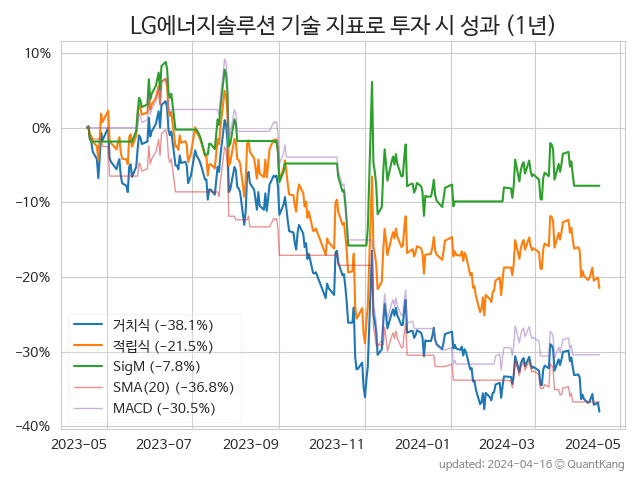 LG에너지솔루션 기술 지표로 투자 시 성과 (1년)
10%
0%
−10%
−20%
−30%
−40%
거치식 (−38.1%)
적립식 (−21.5%)
SigM (−7.8%)
SMA(20) (−36.8%)
MACD (−30.5%)
2023-05 2023-07 2023-09 2023-11 2024-01 2024-03 2024-05
updated: 2024-04-16 © QuantKang